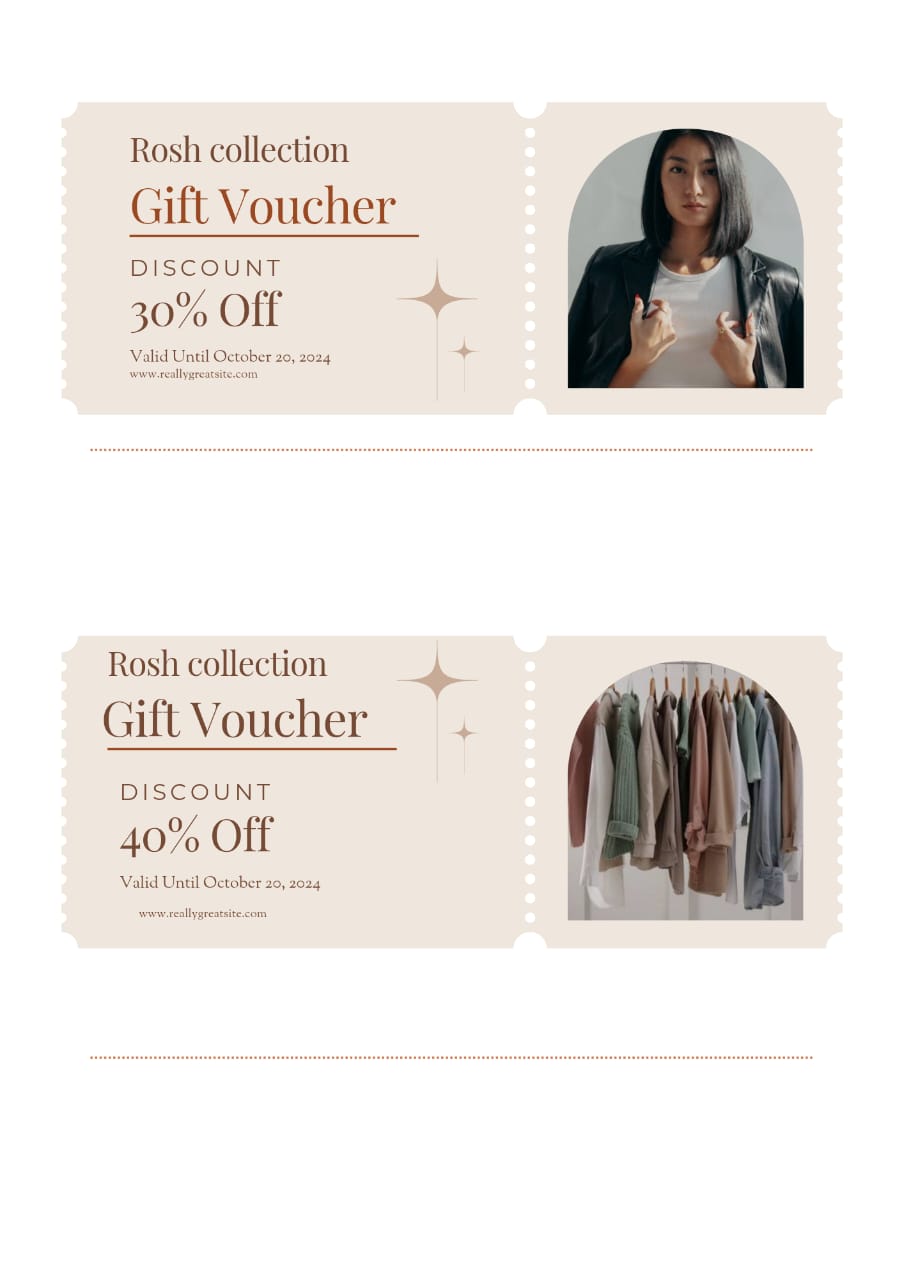 Rosh collection
Gift Voucher
DISCOUNT
30% Off
Valid Until October 20, 2024
www.reallygreatsite.com
Rosh collection
Gift Voucher
DISCOUNT
40% Off
Valid Until October 20, 2024
www.reallygreatsite.com